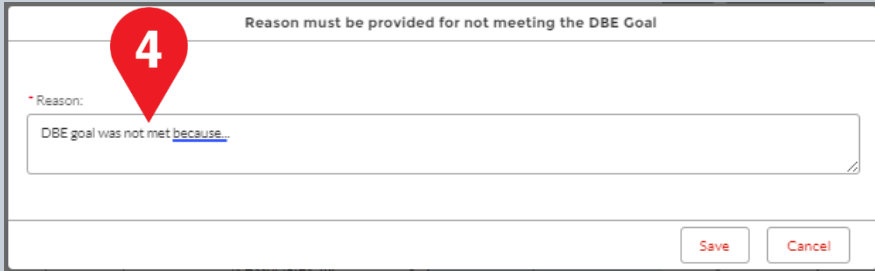 Reason must be provided for not meeting the DBE Goal
4
* Reason:
DBE goal was not met because...
Save Cancel